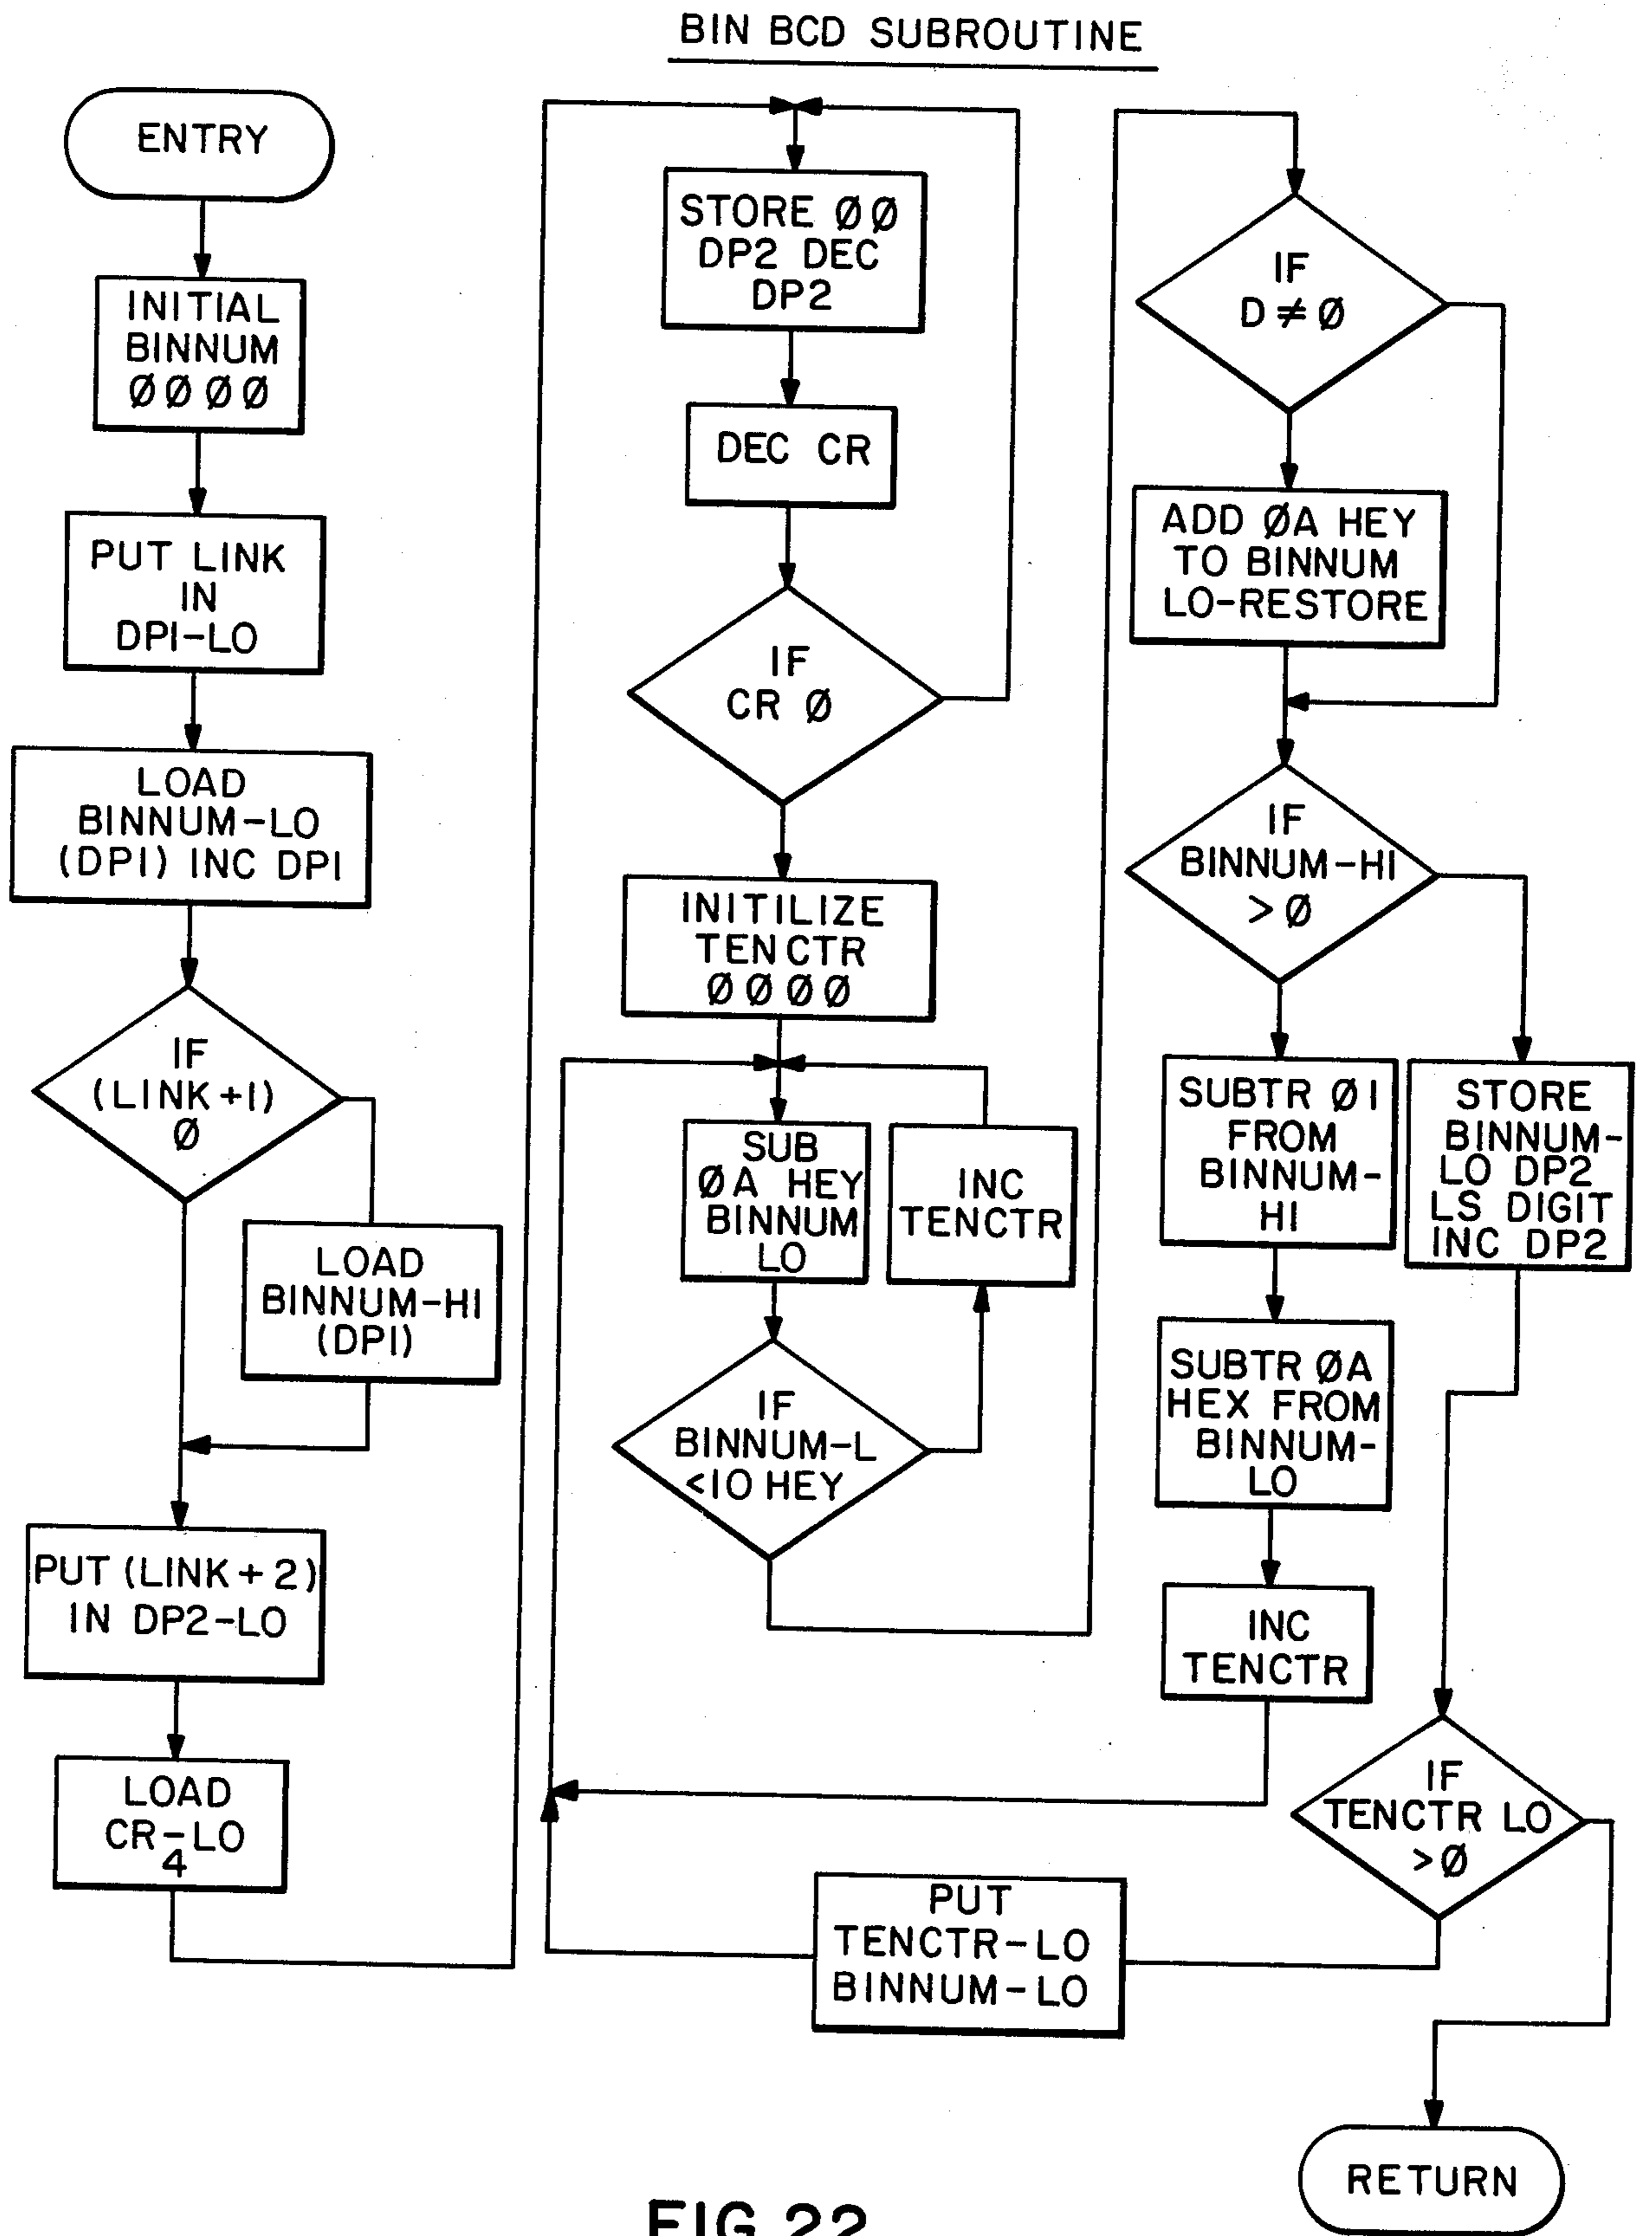 BIN BCD SUBROUTINE
ENTRY
INITIAL
BINNUM
ØØØØ
PUT LINK
IN
DPI-LO
LOAD
BINNUM-LO
(DPI) INC DPI
IF
(LINK+I)
Ø
LOAD
BINNUM-HI
(DPI)
PUT (LINK+2)
IN DP2-LO
LOAD
CR-LO
4
STORE ØØ
DP2 DEC
DP2
DEC CR
IF
CR Ø
INITILIZE
TENCTR
ØØØØ
SUB
ØA HEY
BINNUM
LO
INC
TENCTR
IF
BINNUM-L
<10 HEY
IF
D≠Ø
ADD ØA HEY
TO BINNUM
LO-RESTORE
IF
BINNUM-HI
>Ø
SUBTR Ø1
FROM
BINNUM-
HI
STORE
BINNUM-
LO DP2
LS DIGIT
INC DP2
SUBTR ØA
HEX FROM
BINNUM-
LO
INC
TENCTR
IF
TENCTR LO
>Ø
PUT
TENCTR-LO
BINNUM-LO
RETURN
FIG 22